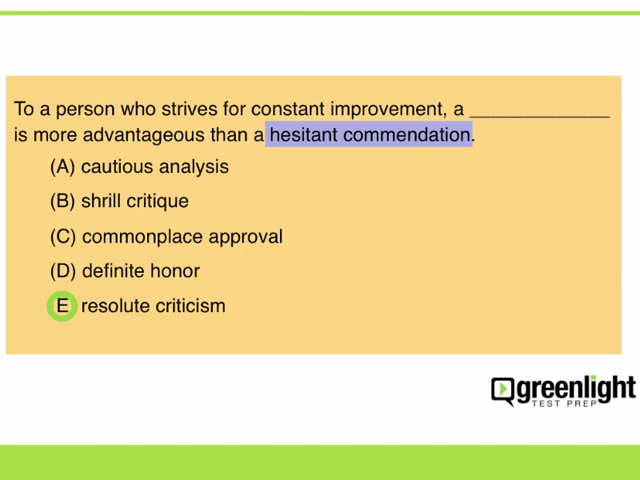 To a person who strives for constant improvement, a ______________
is more advantageous than a hesitant commendation.
(A) cautious analysis
(B) shrill critique
(C) commonplace approval
(D) definite honor
E resolute criticism
greenlight
TEST PREP